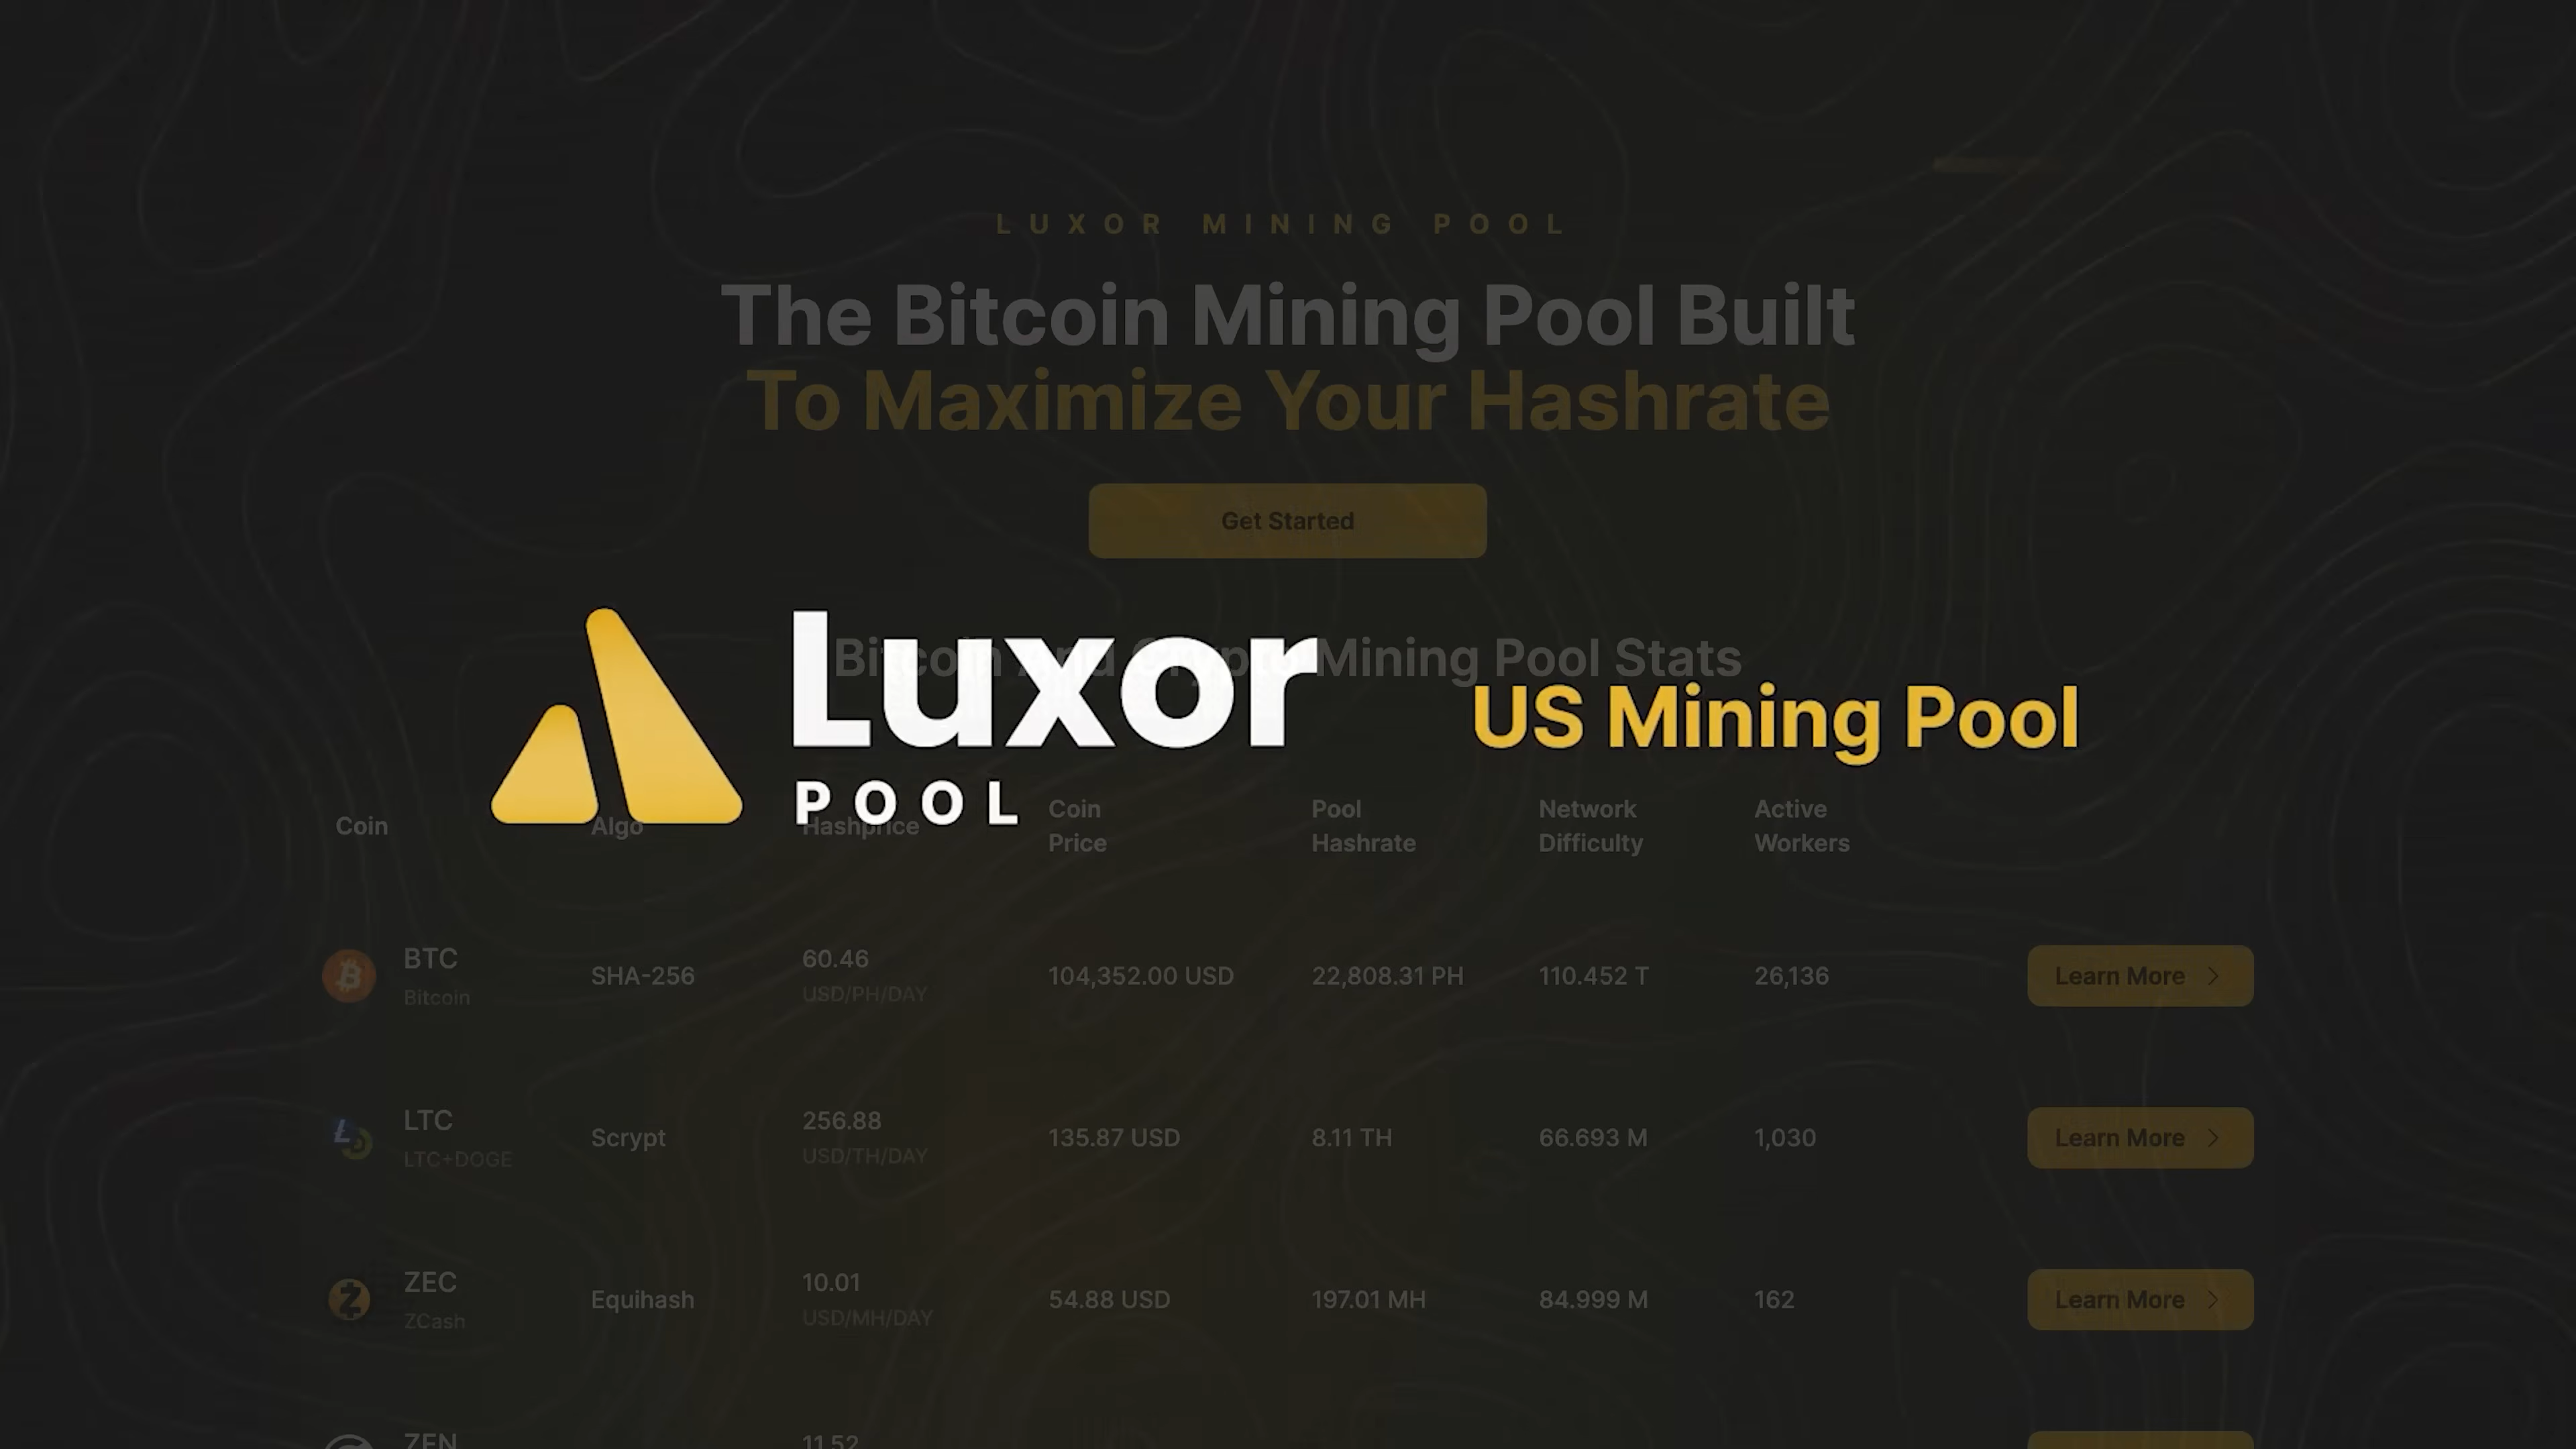 LUXOR MINING POOL
The Bitcoin Mining Pool Built
To Maximize Your Hashrate
Get Started
Bitcoin And Crypto Mining Pool Stats
Luxor
POOL
US Mining Pool
Coin Algo Hashprice Coin Price Pool Hashrate Network Difficulty Active Workers
BTC
Bitcoin
SHA-256
60.46
USD/PH/DAY
104,352.00 USD
22,808.31 PH
110.452 T
26,136
Learn More
LTC
LTC+DOGE
Scrypt
256.88
USD/TH/DAY
135.87 USD
8.11 TH
66.693 M
1,030
Learn More
ZEC
ZCash
Equihash
10.01
USD/MH/DAY
54.88 USD
197.01 MH
84.999 M
162
Learn More
ZEN
11.52